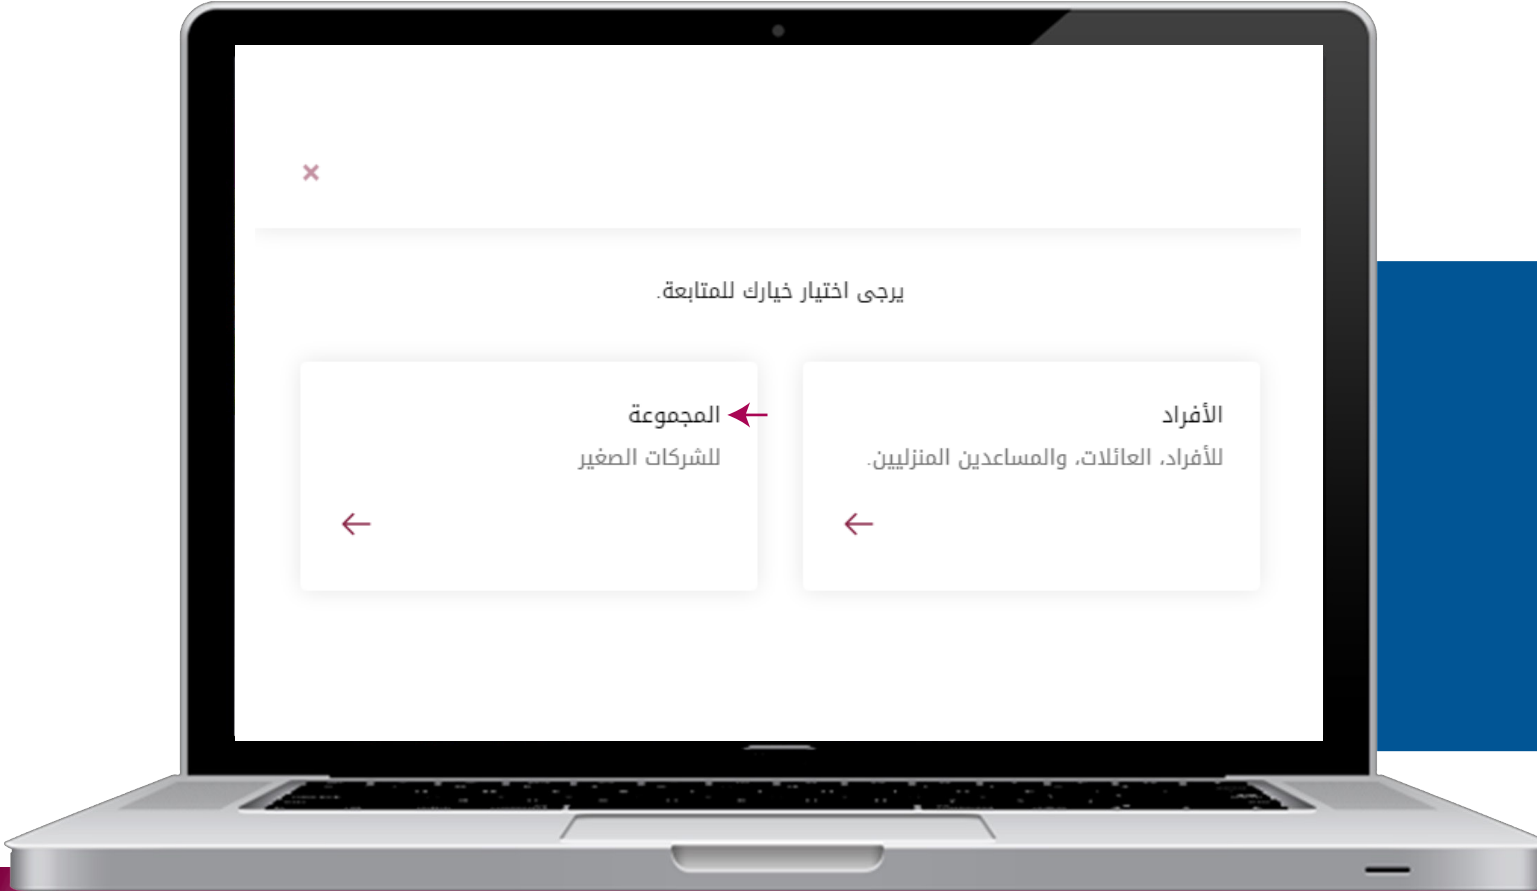 يرجى اختيار خيارك للمتابعة.
الأفراد
للأفراد، العائلات، والمساعدين المنزليين.
المجموعة
للشركات الصغير